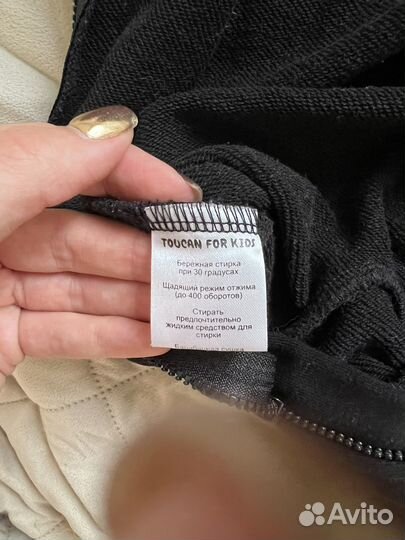 TOUCAN FOR KIDS
Бережная стирка
при 30 градусах
Щадящий режим отжима
(до 400 оборотов)
Стирать
предпочтительно
жидким средством для
стирки
Avito